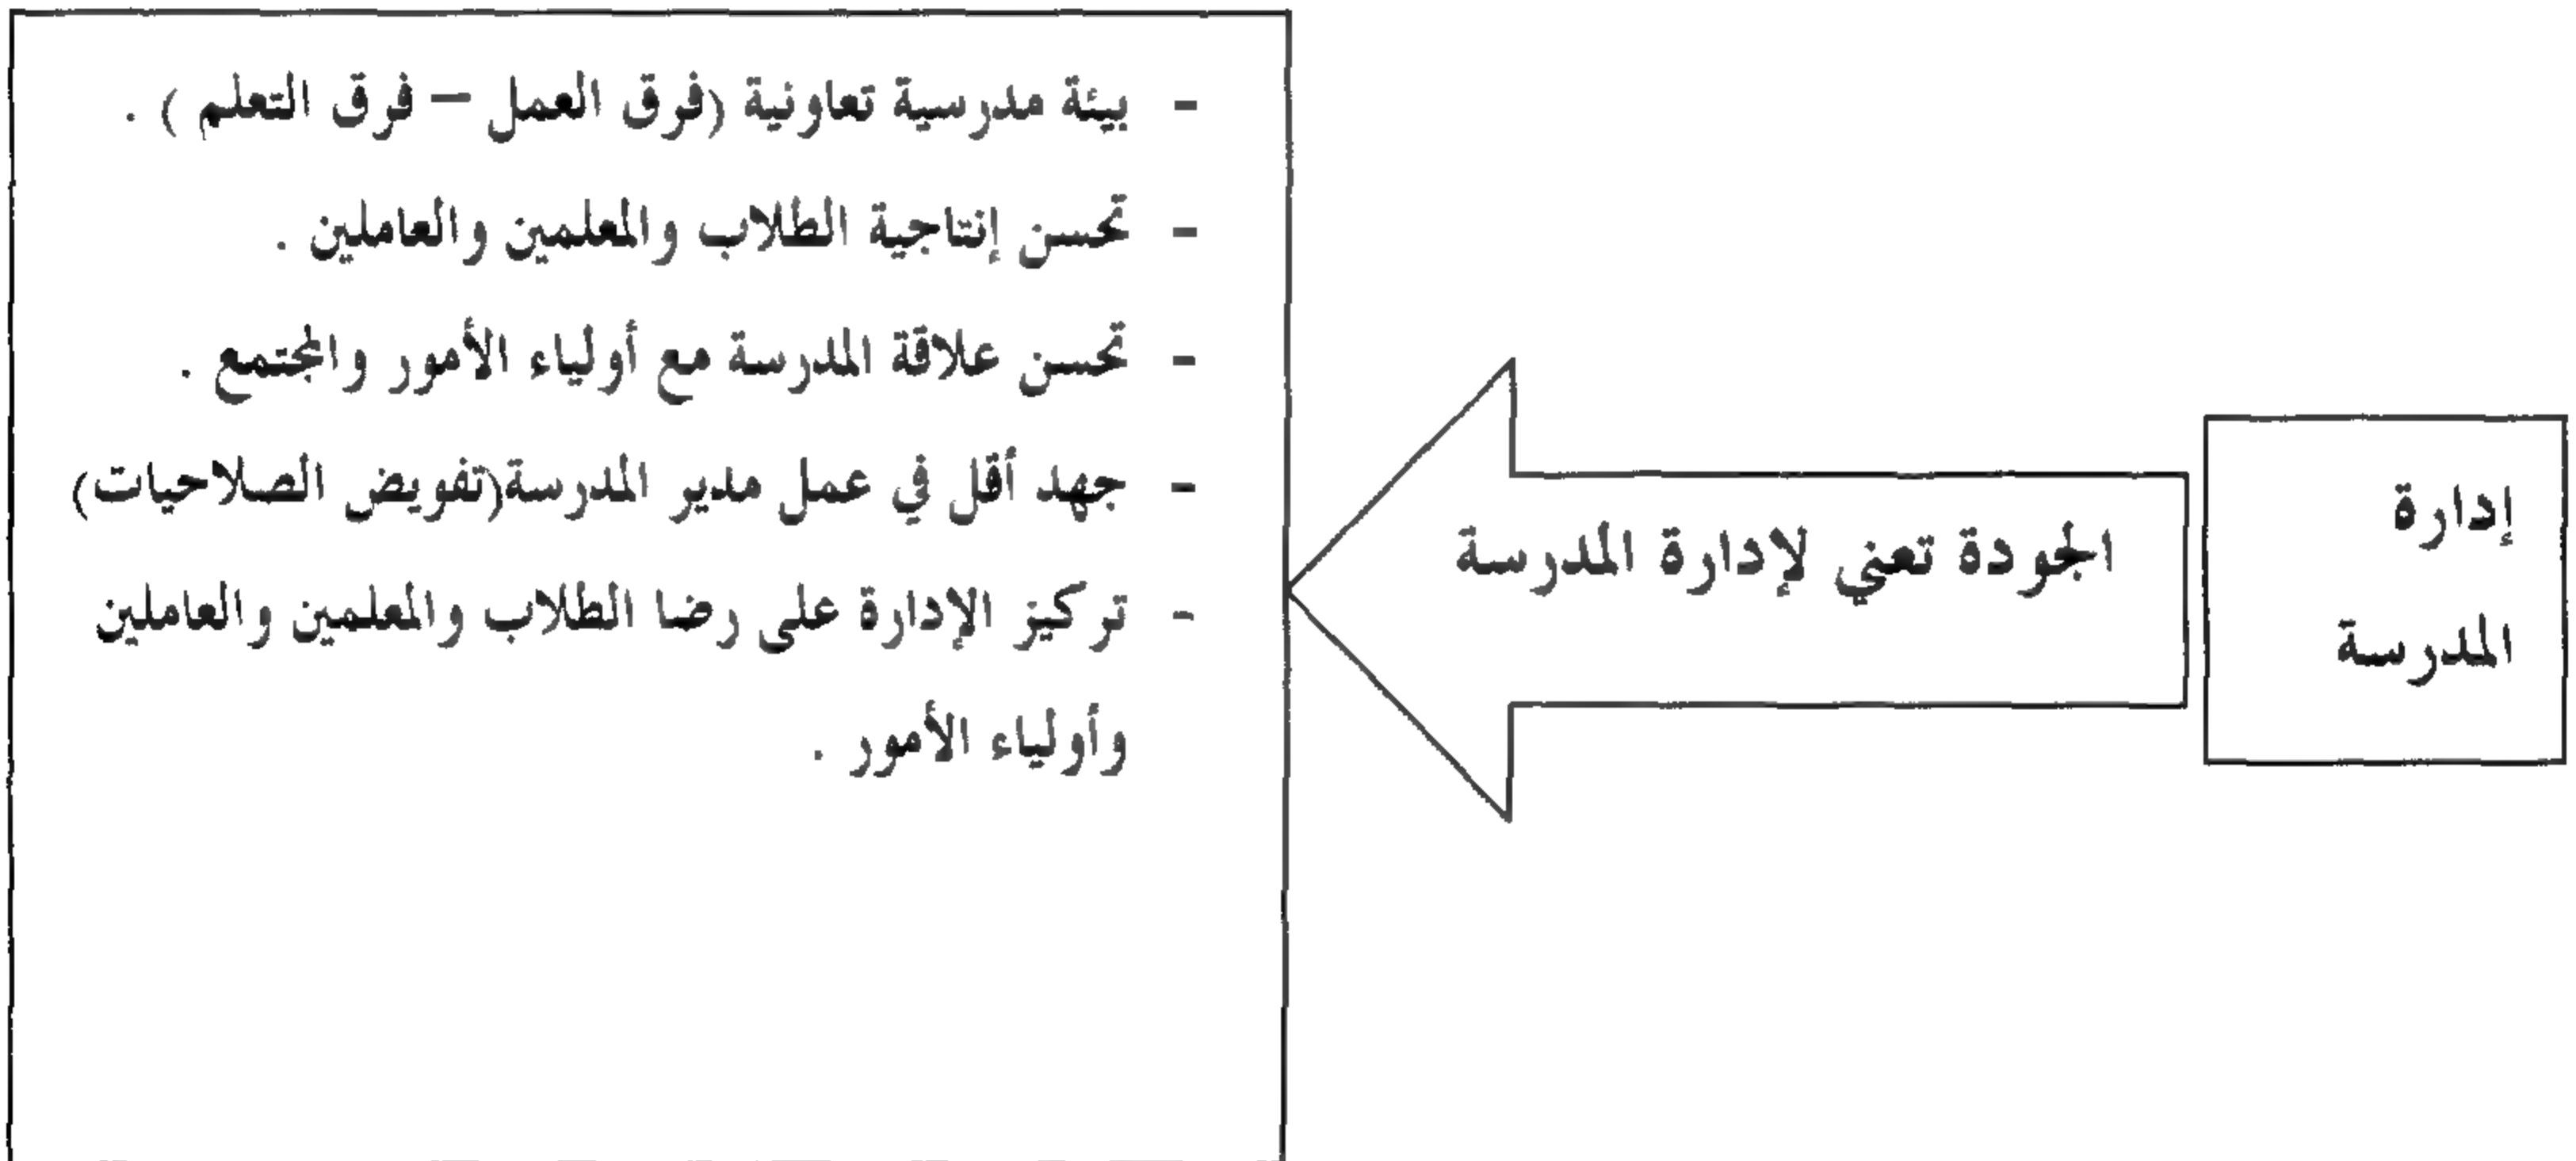 إدارة
المدرسة
الجودة تعني لإدارة المدرسة
- بيئة مدرسية تعاونية (فرق العمل – فرق التعلم ) .
- تحسن إنتاجية الطلاب والمعلمين والعاملين .
- تحسن علاقة المدرسة مع أولياء الأمور والمجتمع .
- جهد أقل في عمل مدير المدرسة(تفويض الصلاحيات)
- تركيز الإدارة على رضا الطلاب والمعلمين والعاملين
وأولياء الأمور .